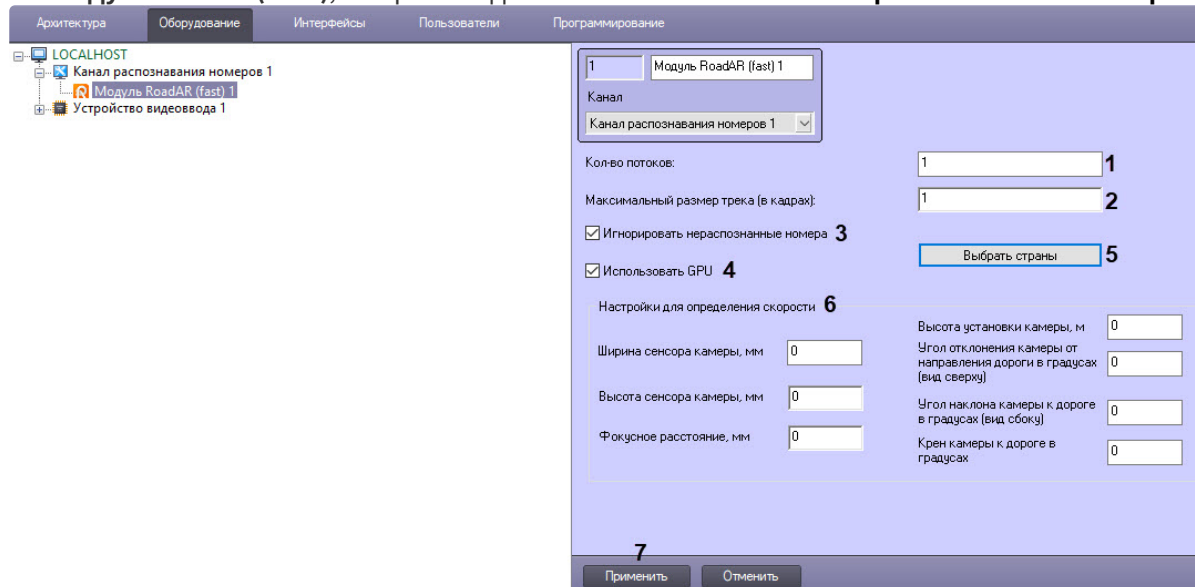 Архитектура Оборудование Интерфейсы Пользователи Программирование
LOCALHOST
Канал распознавания номеров 1
Модуль RoadAR (fast) 1
Устройство видеоввода 1
1 Модуль RoadAR (fast) 1
Канал
Канал распознавания номеров 1
Кол-во потоков: 1 1
Максимальный размер трека (в кадрах): 1 2
Игнорировать нераспознанные номера 3
Выбрать страны 5
Использовать GPU 4
Настройки для определения скорости 6
Ширина сенсора камеры, мм 0
Высота сенсора камеры, мм 0
Фокусное расстояние, мм 0
Высота установки камеры, м 0
Угол отклонения камеры от
направления дороги в градусах 0
(вид сверху)
Угол наклона камеры к дороге
в градусах (вид сбоку) 0
Крен камеры к дороге в
градусах 0
7
Применить Отменить